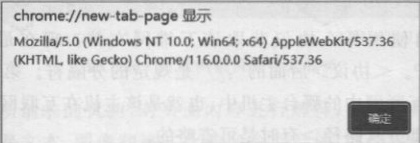 chrome://new-tab-page 显示
Mozilla/5.0 (Windows NT 10.0; Win64; x64) AppleWebKit/537.36
(KHTML, like Gecko) Chrome/116.0.0.0 Safari/537.36
确定